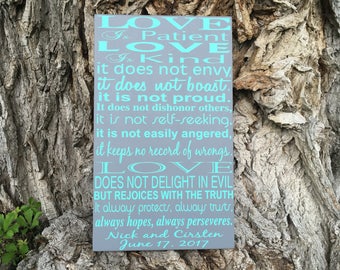 LOVE
Is Patient
LOVE
Is Kind
it does not envy
it does not boast.
it is not proud.
It does not dishonor others.
it is not self-seeking.
it is not easily angered,
it keeps no record of wrongs.
LOVE
DOES NOT DELIGHT IN EVIL
BUT REJOICES WITH THE TRUTH
it always protects, always trusts
always hopes, always perseveres.
Nick and Cirsten
June 17, 2017